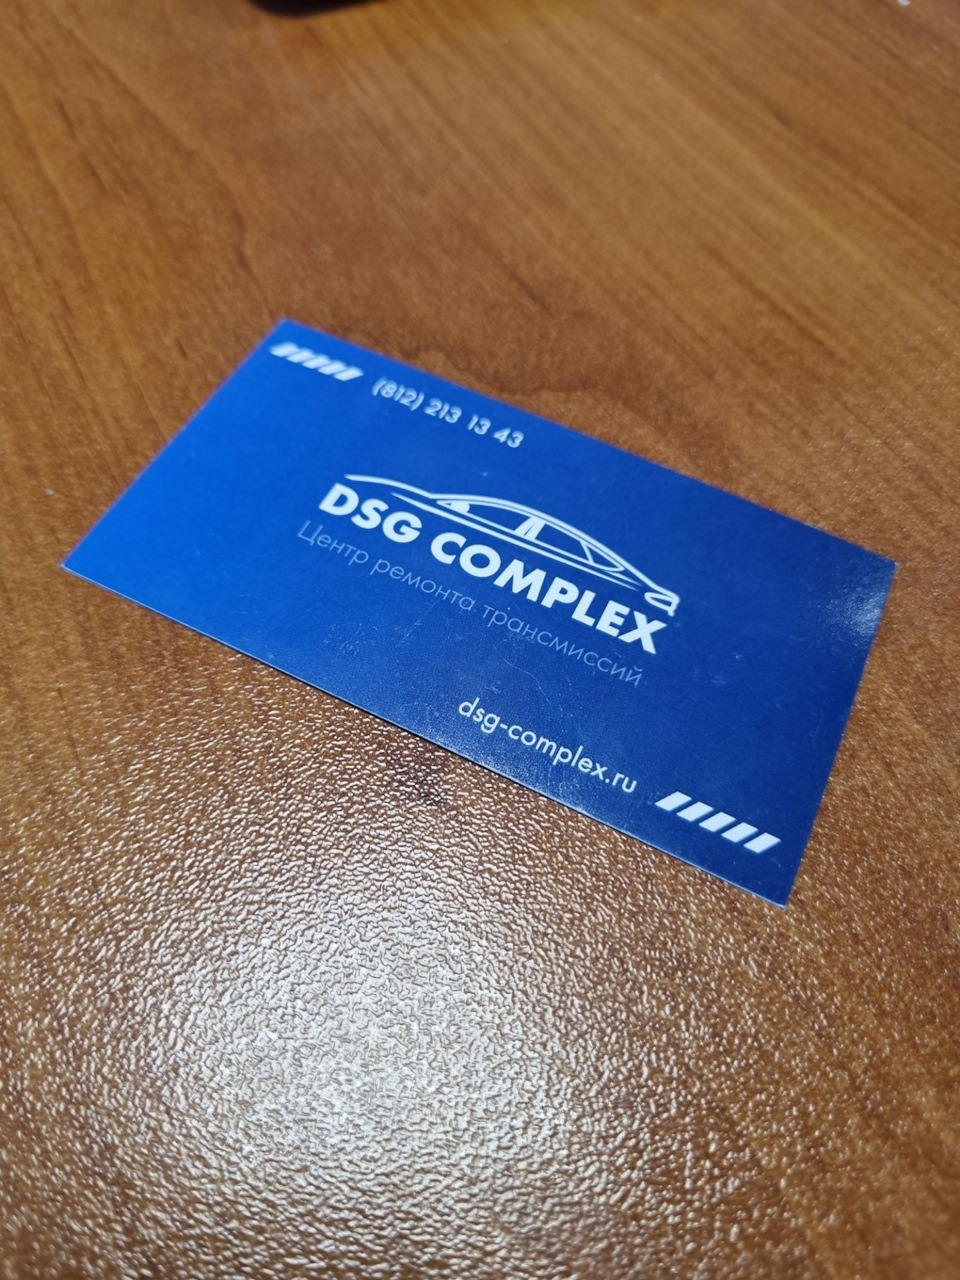 (812) 213 13 43
DSG COMPLEX
Центр ремонта трансмиссий
dsg-complex.ru